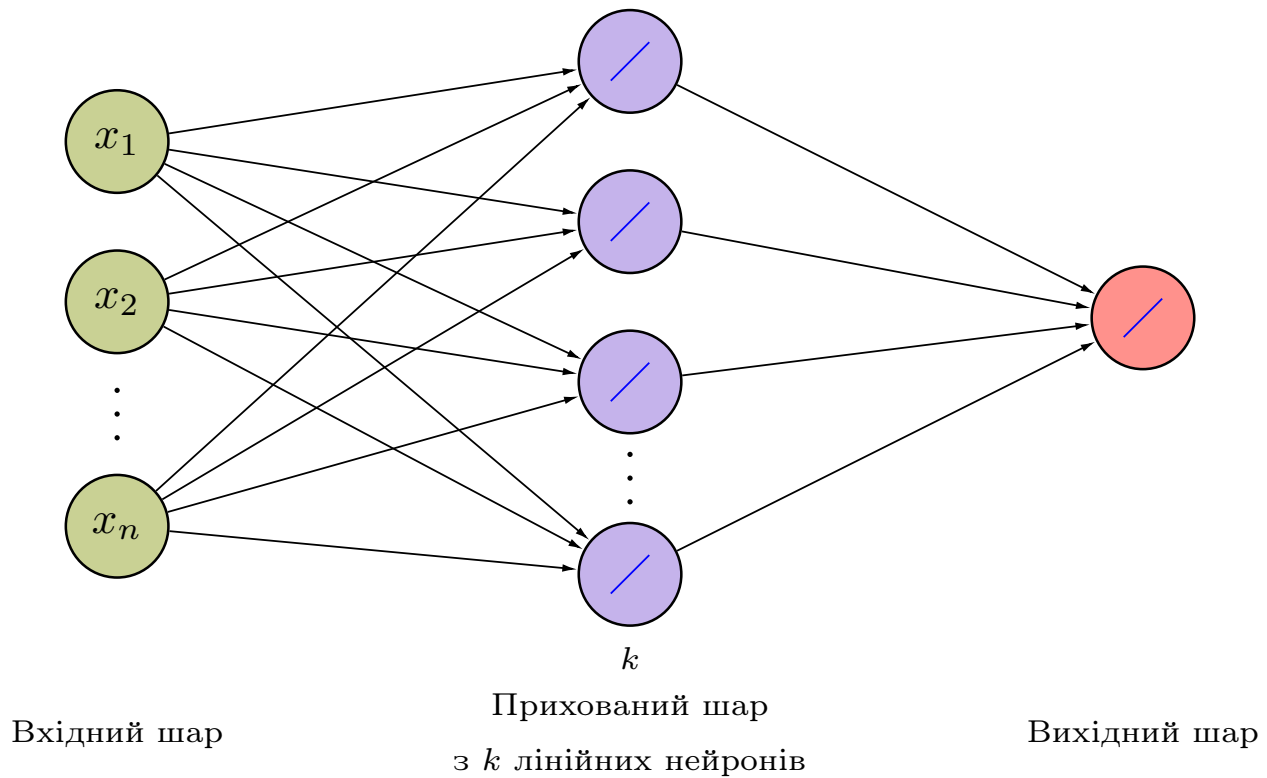 x₁
x₂
xₙ
k
Вхідний шар
Прихований шар
з k лінійних нейронів
Вихідний шар